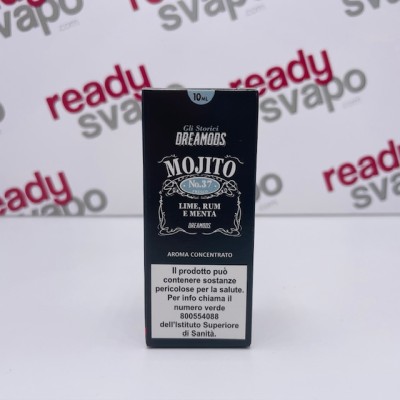 ready
svapo
ready
svapo
ready
svapo
ready
svapo
10ML
Gli Storici
DREAMODS
MOJITO
No.37
LIME, RUM
E MENTA
DREAMODS
AROMA CONCENTRATO
Il prodotto può
contenere sostanze
pericolose per la salute.
Per info chiama il
numero verde
800554088
dell'Istituto Superiore
di Sanità.